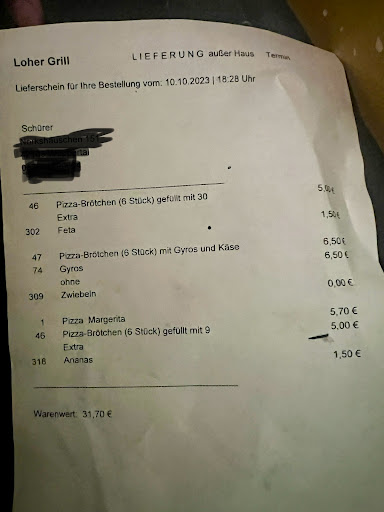 Loher Grill LIEFERUNG außer Haus Termin
Lieferschein für Ihre Bestellung vom: 10.10.2023 | 18:28 Uhr
Schürer
46 Pizza-Brötchen (6 Stück) gefüllt mit 30 5,00 €
Extra
302 Feta 1,50 €
47 Pizza-Brötchen (6 Stück) mit Gyros und Käse 6,50 €
74 Gyros 6,50 €
ohne
309 Zwiebeln 0,00 €
1 Pizza Margerita 5,70 €
46 Pizza-Brötchen (6 Stück) gefüllt mit 9 5,00 €
Extra
318 Ananas 1,50 €
Warenwert: 31,70 €